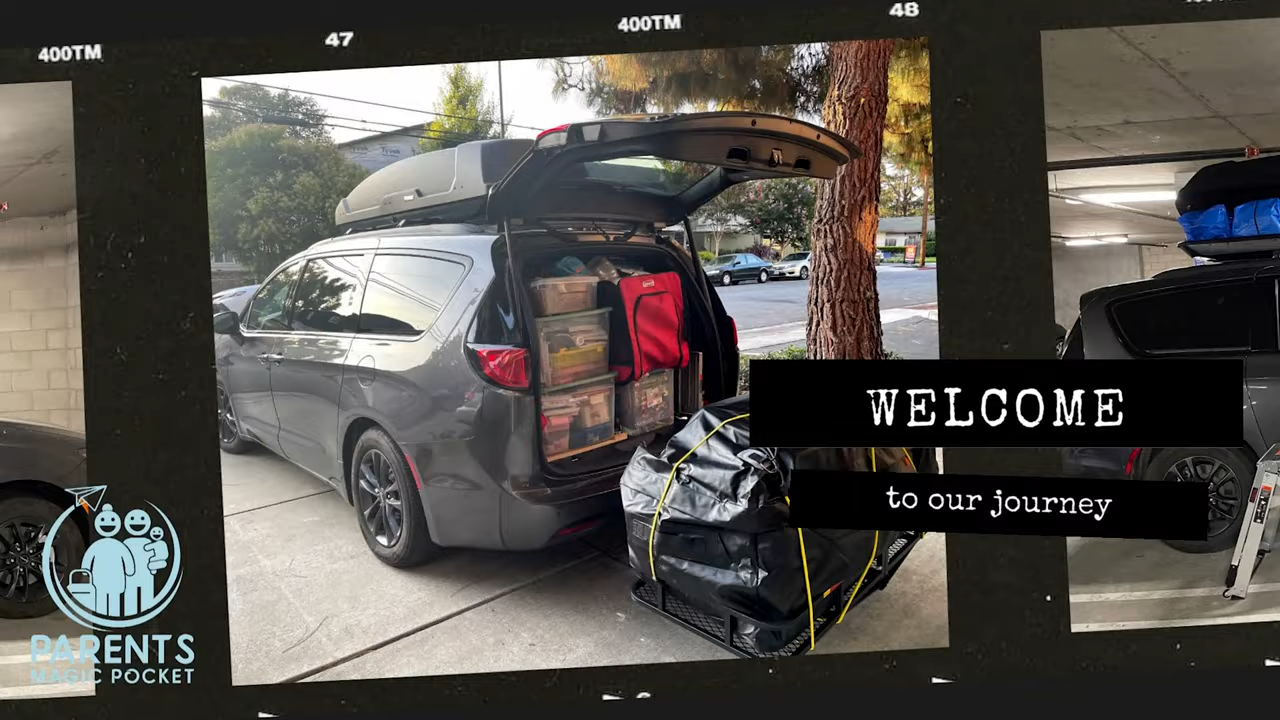 400TM
47
400TM
48
WELCOME
to our journey
PARENTS
MAGIC POCKET